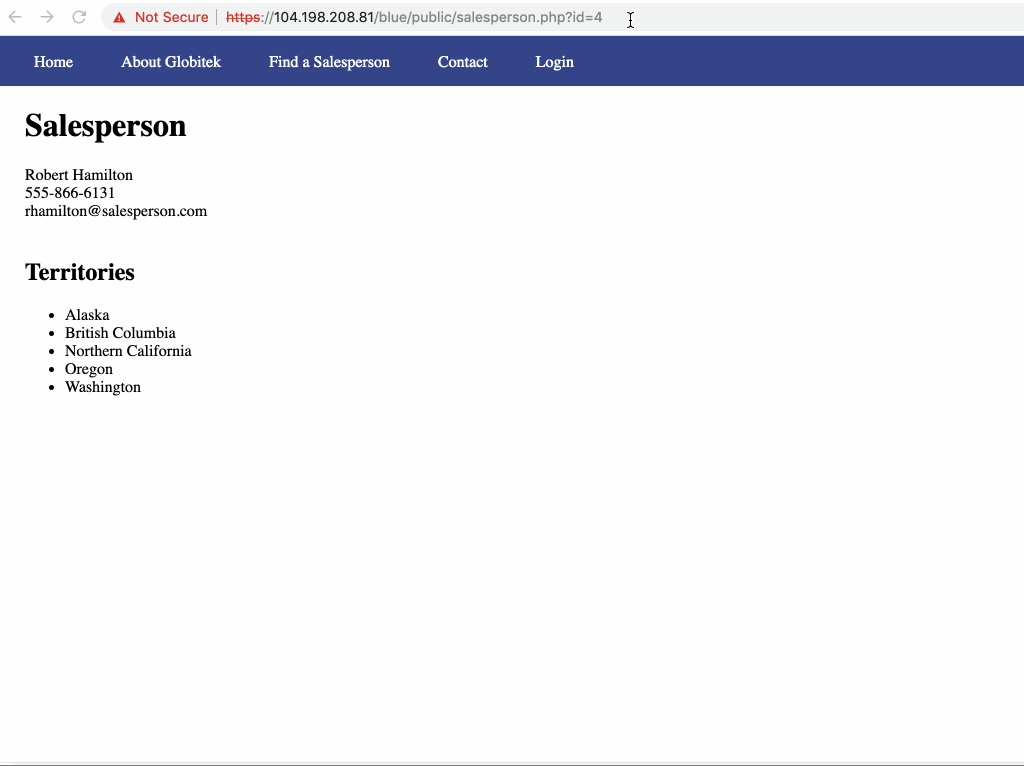 Not Secure https://104.198.208.81/blue/public/salesperson.php?id=4
Home About Globitek Find a Salesperson Contact Login
Salesperson
Robert Hamilton
555-866-6131
rhamilton@salesperson.com
Territories
Alaska
British Columbia
Northern California
Oregon
Washington